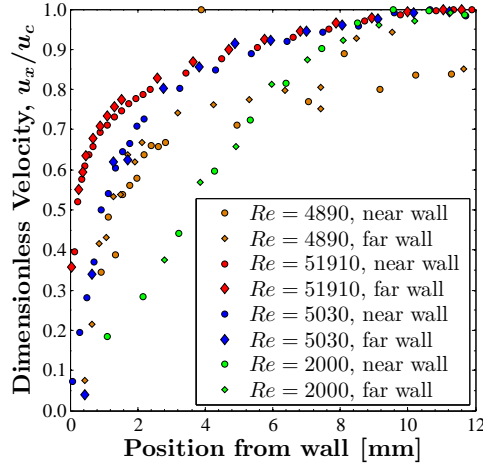 Dimensionless Velocity, u_x/u_c
1.0
0.9
0.8
0.7
0.6
0.5
0.4
0.3
0.2
0.1
0.0
Re = 4890, near wall
Re = 4890, far wall
Re = 51910, near wall
Re = 51910, far wall
Re = 5030, near wall
Re = 5030, far wall
Re = 2000, near wall
Re = 2000, far wall
0 2 4 6 8 10 12
Position from wall [mm]